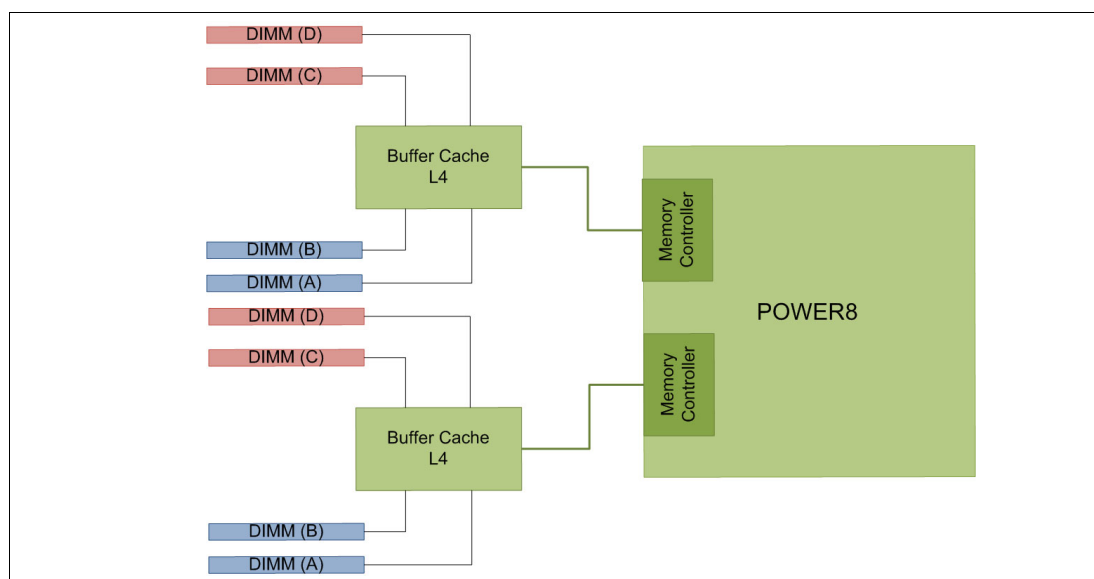 DIMM (D)
DIMM (C)
Buffer Cache
L4
DIMM (B)
DIMM (A)
DIMM (D)
DIMM (C)
Buffer Cache
L4
DIMM (B)
DIMM (A)
Memory
Controller
Memory
Controller
POWER8